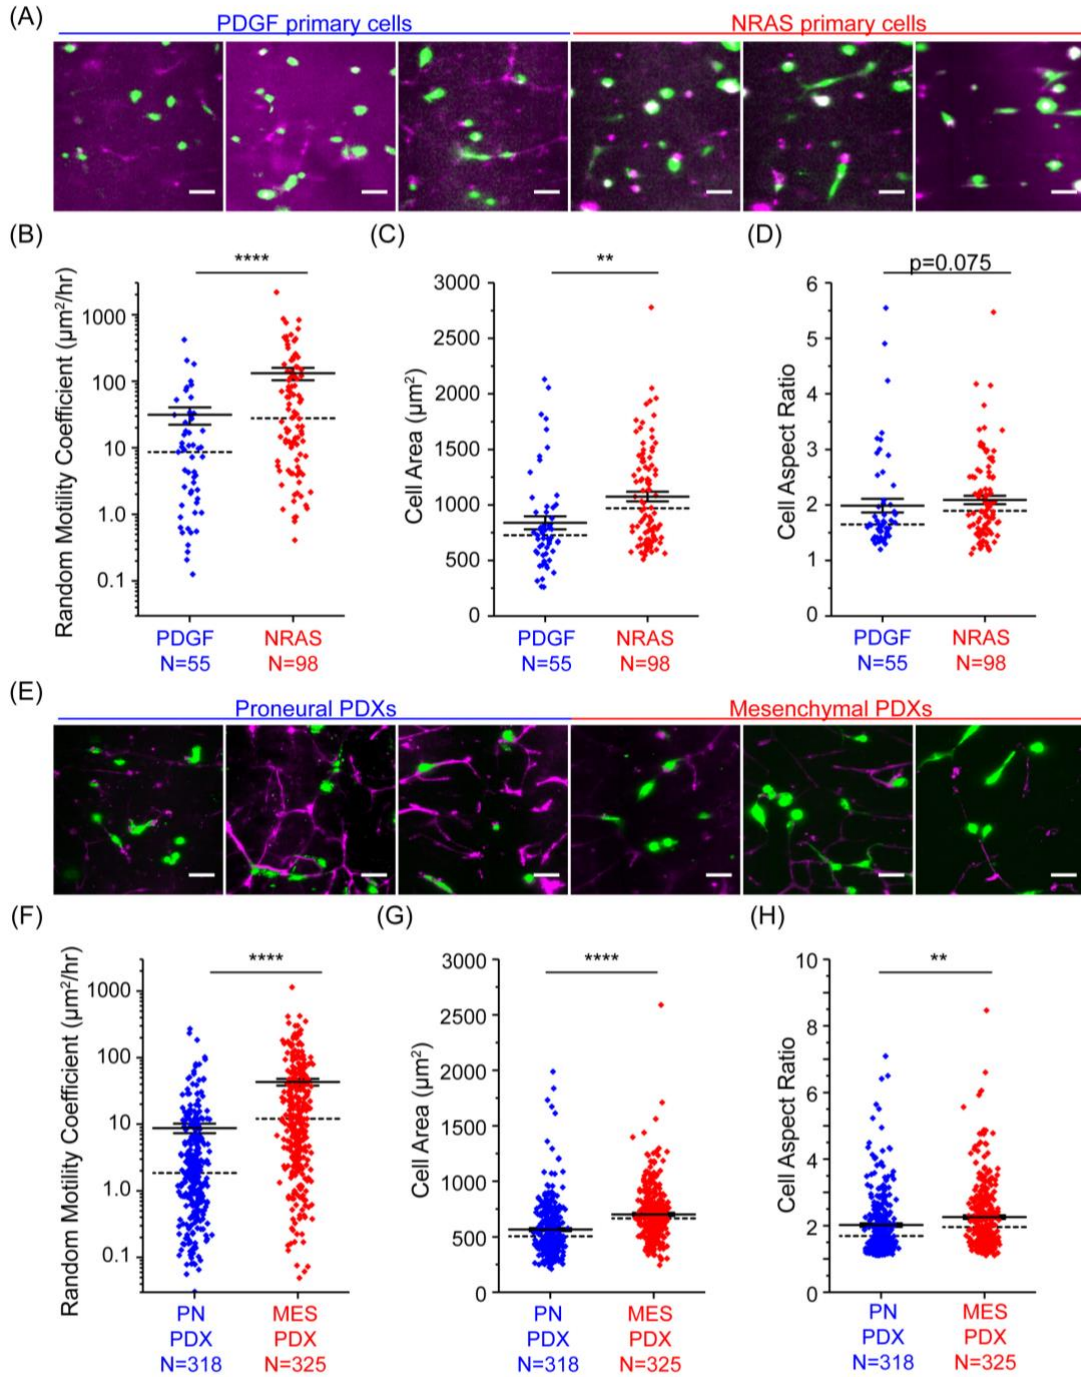 (A)
PDGF primary cells
NRAS primary cells
(B)
(C)
(D)
****
**
p=0.075
Random Motility Coefficient (μm²/hr)
1000
100
10
1.0
0.1
Cell Area (μm²)
3000
2500
2000
1500
1000
500
0
Cell Aspect Ratio
6
5
4
3
2
1
0
PDGF
N=55
NRAS
N=98
PDGF
N=55
NRAS
N=98
PDGF
N=55
NRAS
N=98
(E)
Proneural PDXs
Mesenchymal PDXs
(F)
(G)
(H)
****
****
**
Random Motility Coefficient (μm²/hr)
1000
100
10
1.0
0.1
Cell Area (μm²)
3000
2500
2000
1500
1000
500
0
Cell Aspect Ratio
10
8
6
4
2
0
PN
PDX
N=318
MES
PDX
N=325
PN
PDX
N=318
MES
PDX
N=325
PN
PDX
N=318
MES
PDX
N=325